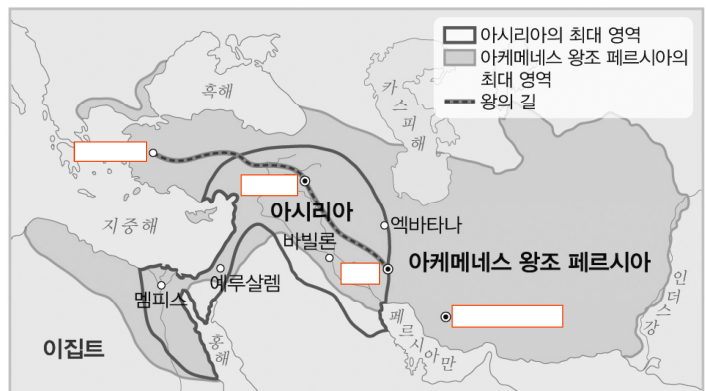 아시리아의 최대 영역
아케메네스 왕조 페르시아의
최대 영역
왕의 길
흑해
카스피해
지중해
아시리아
엑바타나
바빌론
아케메네스 왕조 페르시아
예루살렘
멤피스
인더스강
페르시아만
홍해
이집트